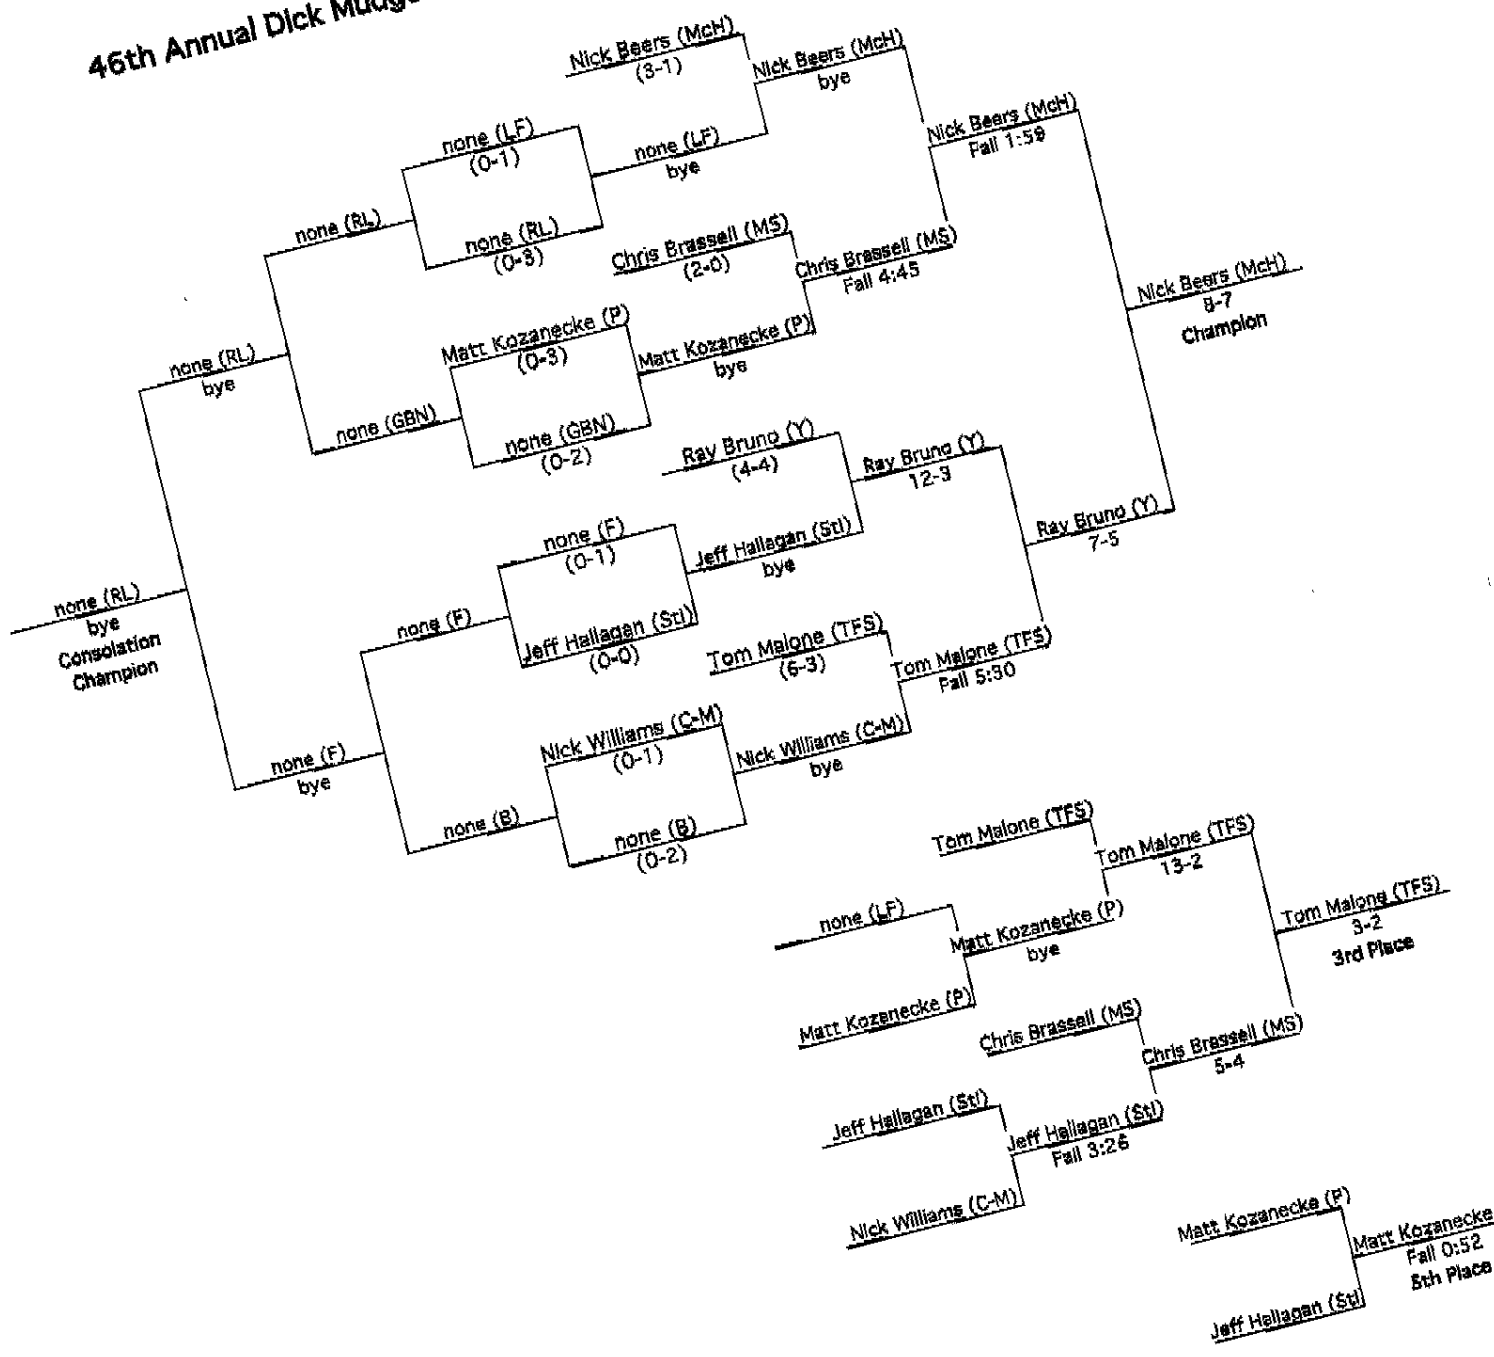 46th Annual Dick
Nick Beers (McH)
(3-1)
Nick Beers (McH)
bye
none (LF)
(0-1)
none (LF)
bye
none (RL)
none (RL)
(0-3)
Nick Beers (McH)
Fall 1:59
Chris Brassell (MS)
(2-0)
Chris Brassell (MS)
Fall 4:45
Matt Kozanecke (P)
(0-3)
Matt Kozanecke (P)
bye
none (RL)
bye
none (GBN)
none (GBN)
(0-2)
Nick Beers (McH)
8-7
Champion
Ray Bruno (Y)
(4-4)
Ray Bruno (Y)
12-3
none (F)
(0-1)
Jeff Hallagan (Stl)
bye
Ray Bruno (Y)
7-5
none (RL)
bye
Consolation
Champion
none (F)
Jeff Hallagan (Stl)
(0-0)
Tom Malone (TFS)
(6-3)
Tom Malone (TFS)
Fall 5:30
Nick Williams (C-M)
(0-1)
Nick Williams (C-M)
bye
none (F)
bye
none (B)
none (B)
(0-2)
Tom Malone (TFS)
Tom Malone (TFS)
13-2
none (LF)
Matt Kozanecke (P)
bye
Matt Kozanecke (P)
Tom Malone (TFS)
3-2
3rd Place
Chris Brassell (MS)
Chris Brassell (MS)
5-4
Jeff Hallagan (Stl)
Jeff Hallagan (Stl)
Fall 3:26
Nick Williams (C-M)
Matt Kozanecke (P)
Matt Kozanecke
Fall 0:52
5th Place
Jeff Hallagan (Stl